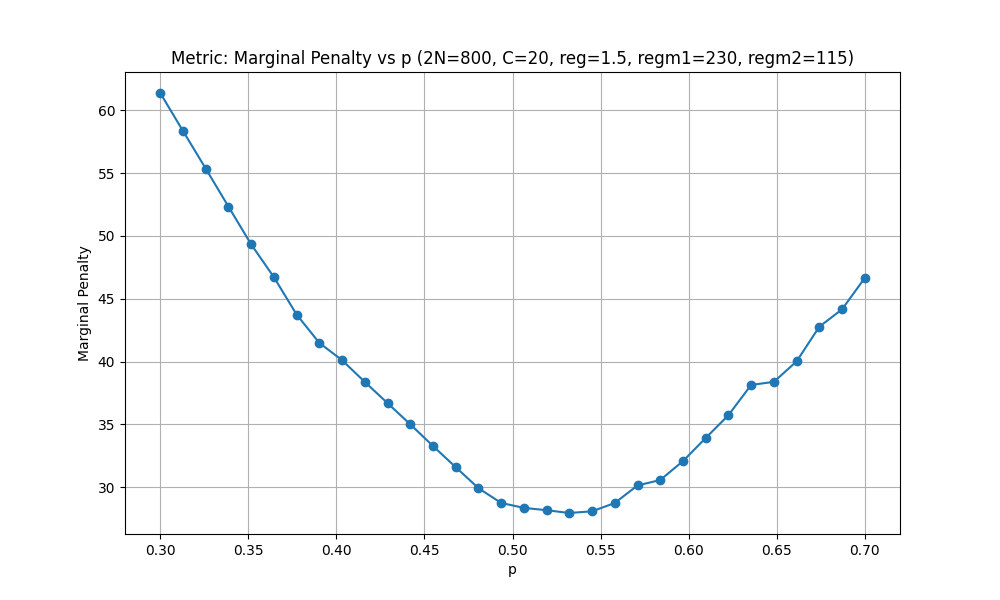 Metric: Marginal Penalty vs p (2N=800, C=20, reg=1.5, regm1=230, regm2=115)
Marginal Penalty
60
55
50
45
40
35
30
0.30 0.35 0.40 0.45 0.50 0.55 0.60 0.65 0.70
p